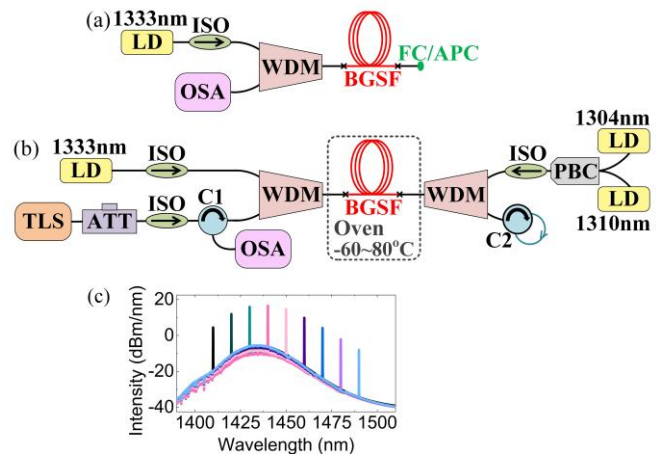 (a)
1333nm
LD
ISO
WDM
OSA
BGSF
FC/APC
(b)
1333nm
LD
ISO
TLS
ATT
ISO
C1
OSA
WDM
BGSF
Oven
-60~80°C
WDM
ISO
PBC
1304nm
LD
LD
1310nm
C2
(c)
Intensity (dBm/nm)
20
0
-20
-40
1400 1425 1450 1475 1500
Wavelength (nm)